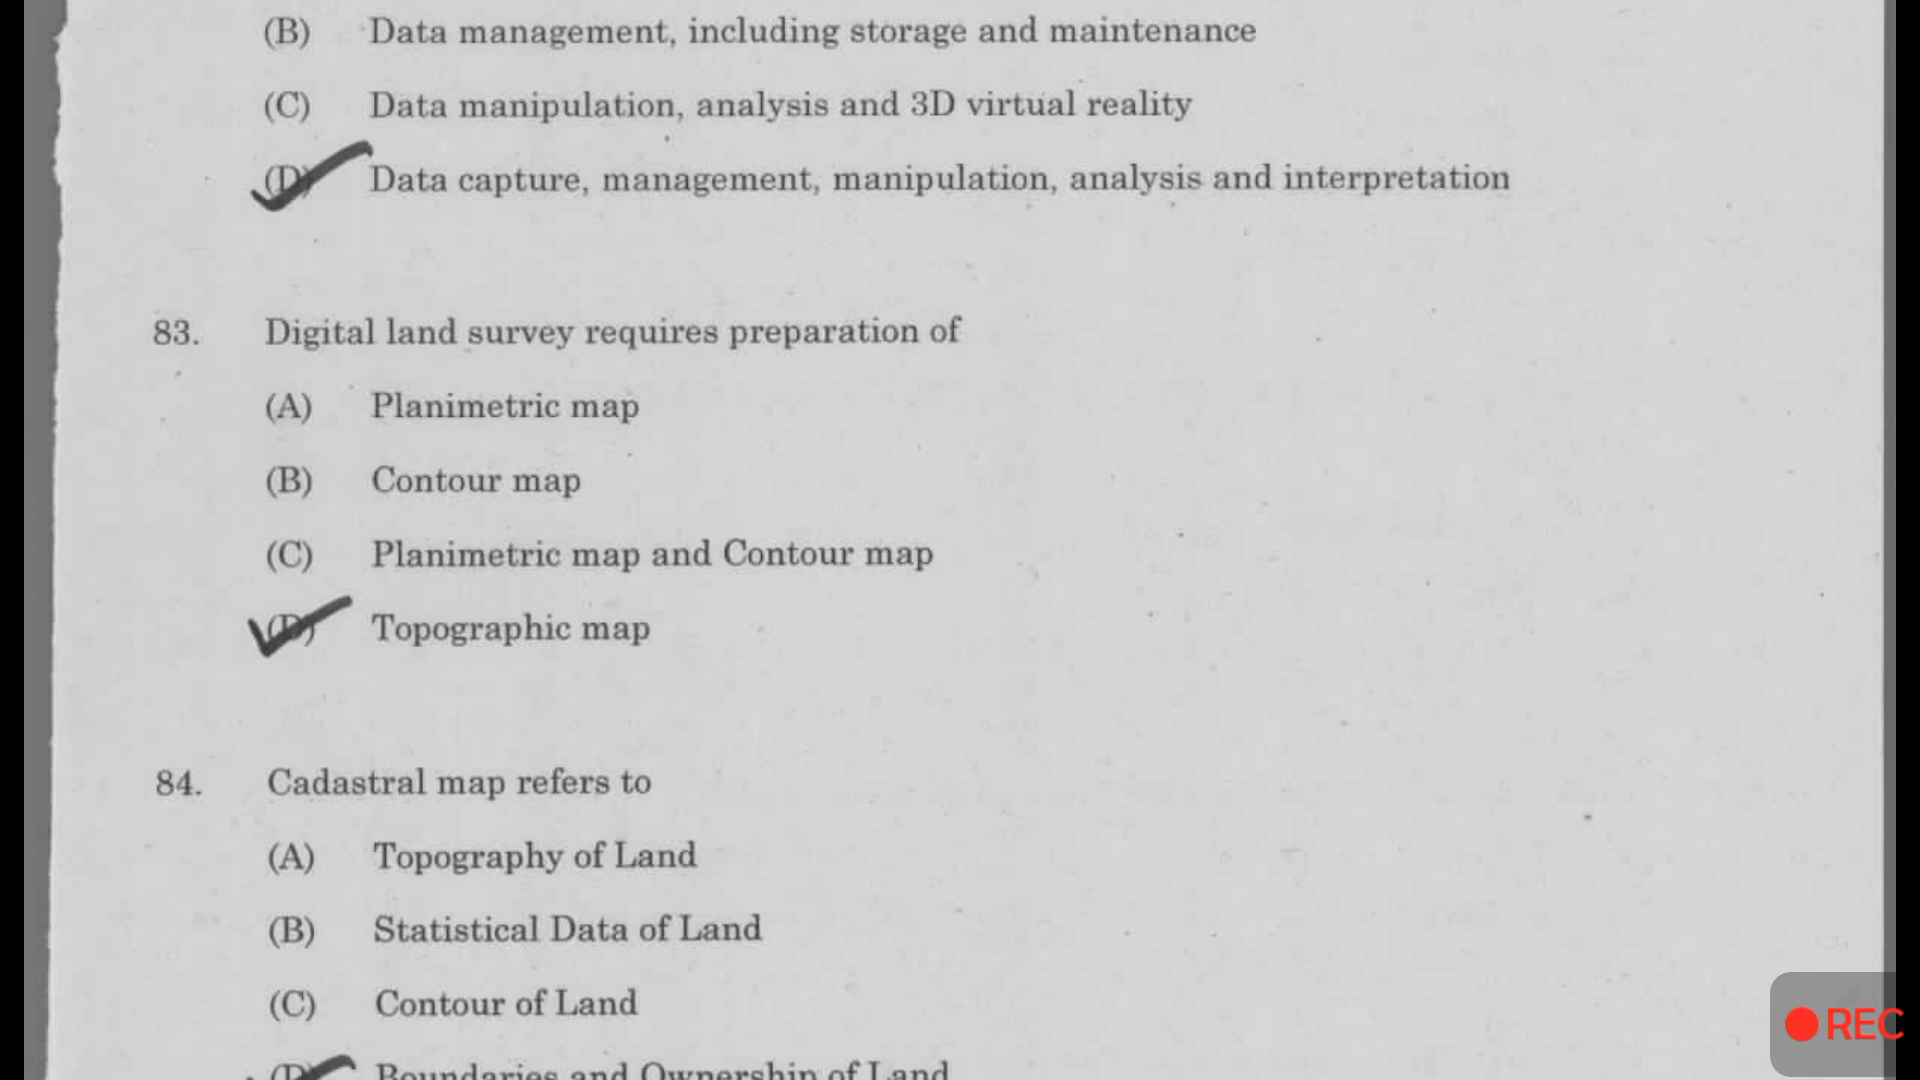 (B) Data management, including storage and maintenance
(C) Data manipulation, analysis and 3D virtual reality
(D) Data capture, management, manipulation, analysis and interpretation
83. Digital land survey requires preparation of
(A) Planimetric map
(B) Contour map
(C) Planimetric map and Contour map
(D) Topographic map
84. Cadastral map refers to
(A) Topography of Land
(B) Statistical Data of Land
(C) Contour of Land
(D) Boundaries and Ownership of Land
REC